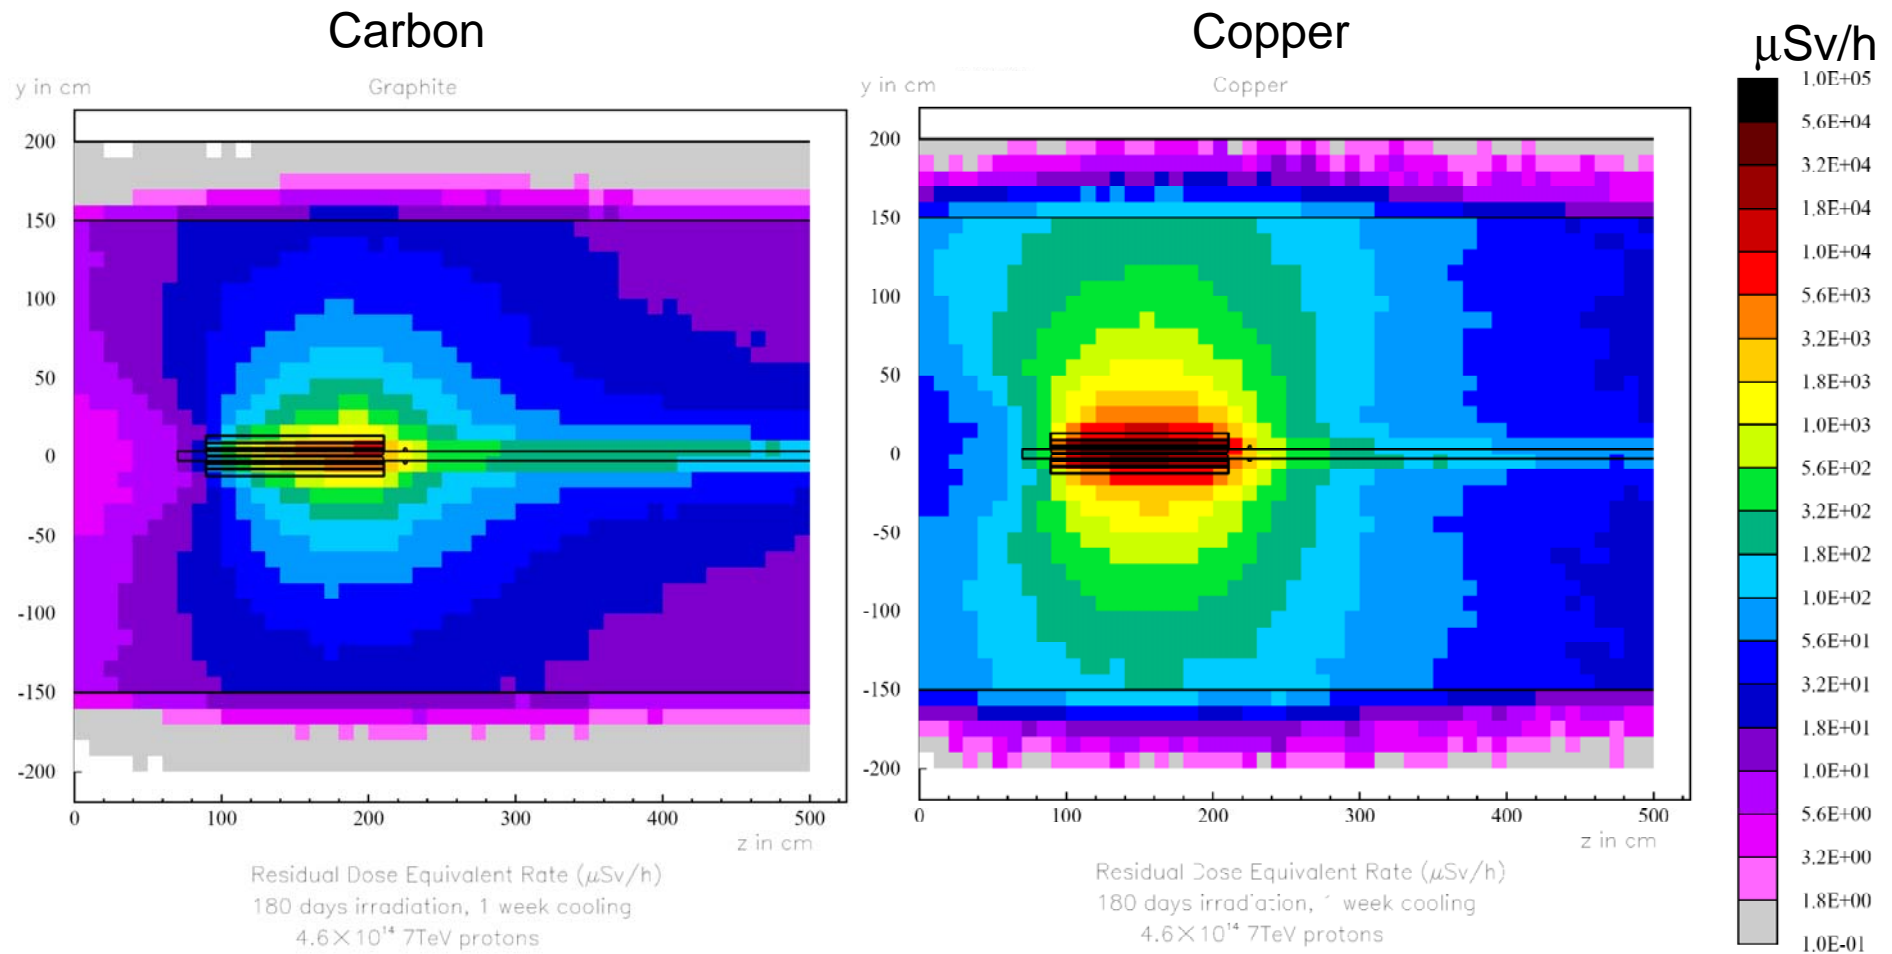 Carbon
Copper
μSv/h
y in cm
Graphite
200
150
100
50
0
-50
-100
-150
-200
0
100
200
300
400
500
z in cm
Residual Dose Equivalent Rate (μSv/h)
180 days irradiation, 1 week cooling
4.6×10¹⁴ 7TeV protons
y in cm
Copper
200
150
100
50
0
-50
-100
-150
-200
0
100
200
300
400
500
z in cm
Residual Dose Equivalent Rate (μSv/h)
180 days irradiation, 1 week cooling
4.6×10¹⁴ 7TeV protons
1.0E+05
5.6E+04
3.2E+04
1.8E+04
1.0E+04
5.6E+03
3.2E+03
1.8E+03
1.0E+03
5.6E+02
3.2E+02
1.8E+02
1.0E+02
5.6E+01
3.2E+01
1.8E+01
1.0E+01
5.6E+00
3.2E+00
1.8E+00
1.0E-01